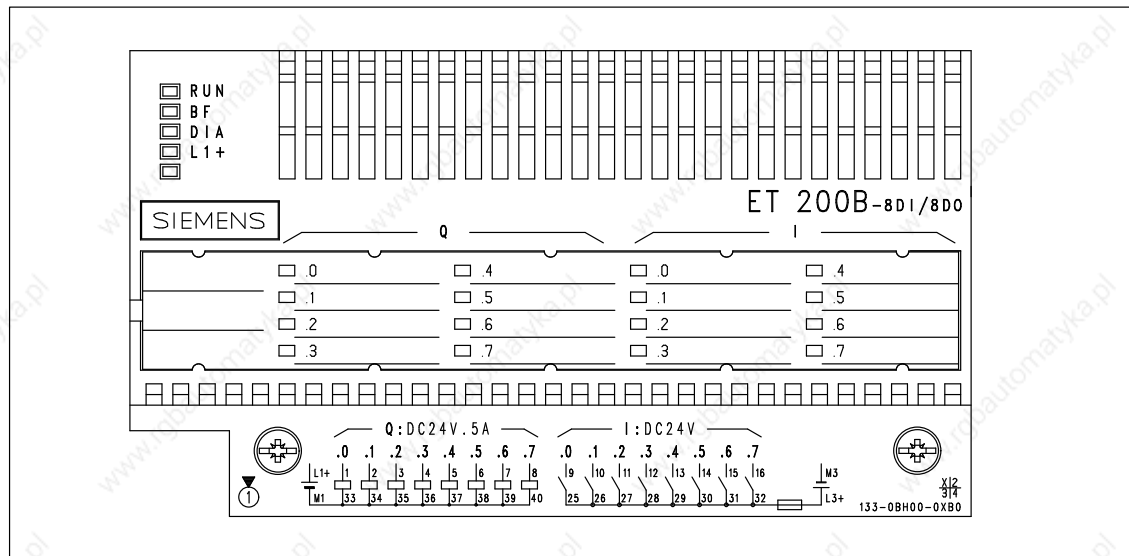 RUN
BF
DIA
L1+
SIEMENS
ET 200B-8DI/8DO
Q I
.0 .4 .0 .4
.1 .5 .1 .5
.2 .6 .2 .6
.3 .7 .3 .7
Q:DC24V.5A I:DC24V
.0 .1 .2 .3 .4 .5 .6 .7 .0 .1 .2 .3 .4 .5 .6 .7
L1+ 1 2 3 4 5 6 7 8 9 10 11 12 13 14 15 16 M3
M1 33 34 35 36 37 38 39 40 25 26 27 28 29 30 31 32 L3+
1
X 2
3 4
133-0BH00-0XB0
www.rgbautomatyka.pl